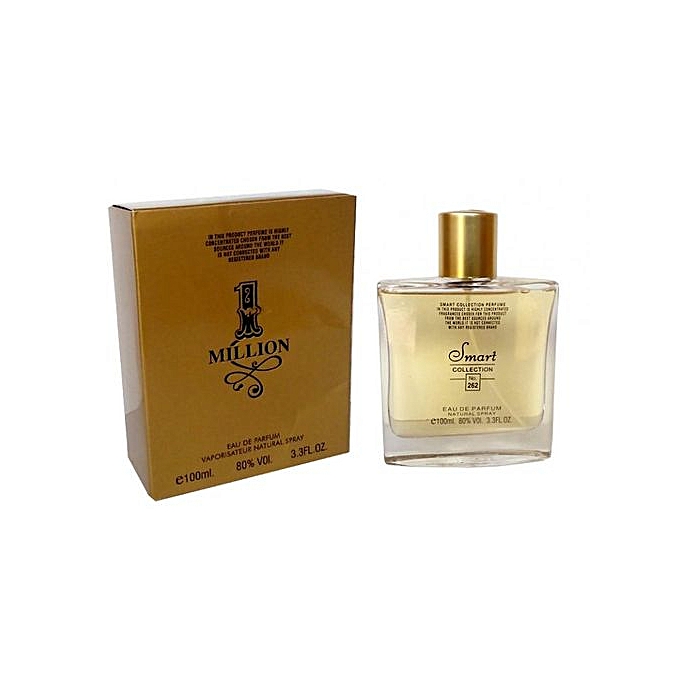 IN THIS PRODUCT PERFUME IS HIGHLY
CONCENTRATED CHOSEN FROM THE BEST
SOURCES AROUND THE WORLD IT
IS NOT CONNECTED WITH ANY
REGISTERED BRAND
1
MILLION
EAU DE PARFUM
VAPORISATEUR NATURAL SPRAY
e100ml. 80% VOl. 3.3FL.OZ.
SMART COLLECTION PERFUME
IN THIS PRODUCT IS HIGHLY CONCENTRATED
FRAGRANCES CHOSEN FOR THIS PRODUCT
FROM THE BEST SOURCES AROUND
THE WORLD IT IS NOT CONNECTED
WITH ANY REGISTERED BRAND
Smart
COLLECTION
No.
262
EAU DE PARFUM
NATURAL SPRAY
e100ml. 80% VOl. 3.3FL.OZ